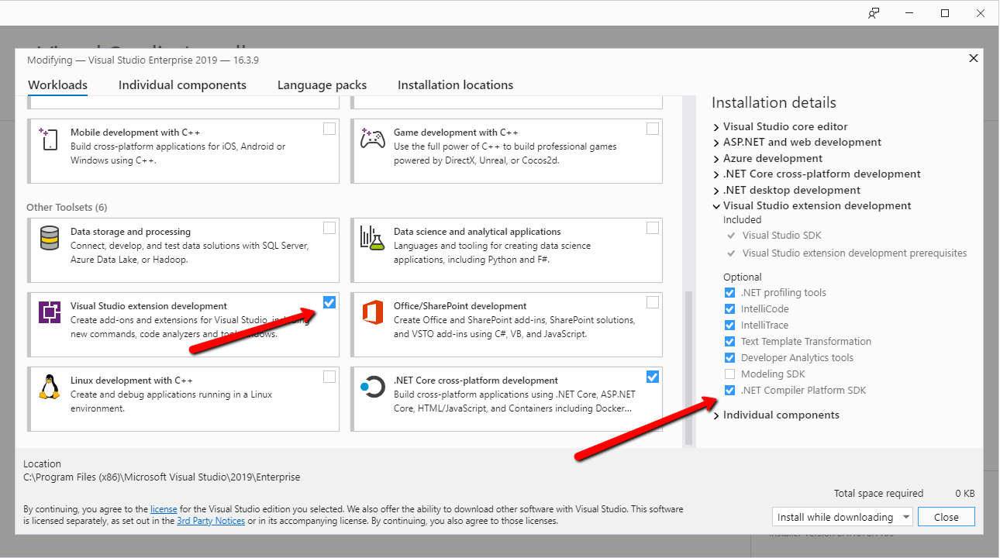 Modifying — Visual Studio Enterprise 2019 — 16.3.9
Workloads
Individual components
Language packs
Installation locations
Mobile development with C++
Build cross-platform applications for iOS, Android or
Windows using C++.
Game development with C++
Use the full power of C++ to build professional games
powered by DirectX, Unreal, or Cocos2d.
Other Toolsets (6)
Data storage and processing
Connect, develop, and test data solutions with SQL Server,
Azure Data Lake, or Hadoop.
Data science and analytical applications
Languages and tooling for creating data science
applications, including Python and F#.
Visual Studio extension development
Create add-ons and extensions for Visual Studio, including
new commands, code analyzers and tool windows.
Office/SharePoint development
Create Office and SharePoint add-ins, SharePoint solutions,
and VSTO add-ins using C#, VB, and JavaScript.
Linux development with C++
Create and debug applications running in a Linux
environment.
.NET Core cross-platform development
Build cross-platform applications using .NET Core, ASP.NET
Core, HTML/JavaScript, and Containers including Docker...
Installation details
Visual Studio core editor
ASP.NET and web development
Azure development
.NET Core cross-platform development
.NET desktop development
Visual Studio extension development
Included
Visual Studio SDK
Visual Studio extension development prerequisites
Optional
.NET profiling tools
IntelliCode
IntelliTrace
Text Template Transformation
Developer Analytics tools
Modeling SDK
.NET Compiler Platform SDK
Individual components
Location
C:\Program Files (x86)\Microsoft Visual Studio\2019\Enterprise
Total space required 0 KB
By continuing, you agree to the license for the Visual Studio edition you selected. We also offer the ability to download other software with Visual Studio. This software
is licensed separately, as set out in the 3rd Party Notices or in its accompanying license. By continuing, you also agree to those licenses.
Install while downloading
Close